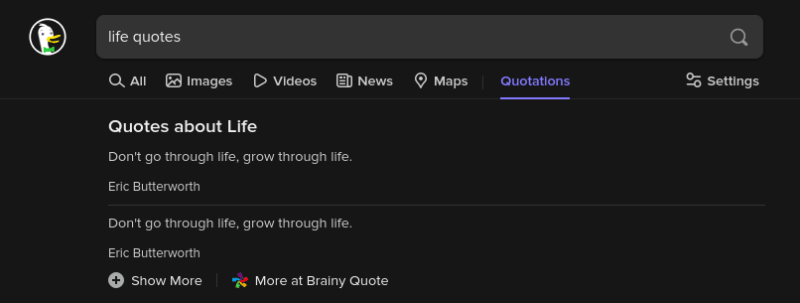 life quotes
All Images Videos News Maps Quotations Settings
Quotes about Life
Don't go through life, grow through life.
Eric Butterworth
Don't go through life, grow through life.
Eric Butterworth
Show More More at Brainy Quote